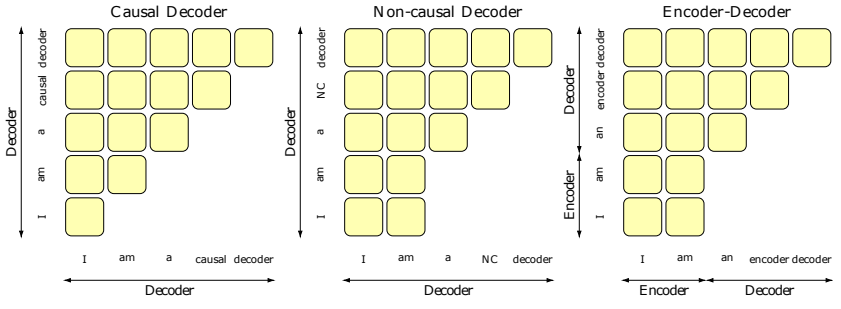 Causal Decoder
Decoder
decoder
causal
a
am
I
I am a causal decoder
Decoder
Non-causal Decoder
Decoder
decoder
NC
a
am
I
I am a NC decoder
Decoder
Encoder-Decoder
Decoder
Encoder
decoder
encoder
an
am
I
I am an encoder decoder
Encoder Decoder